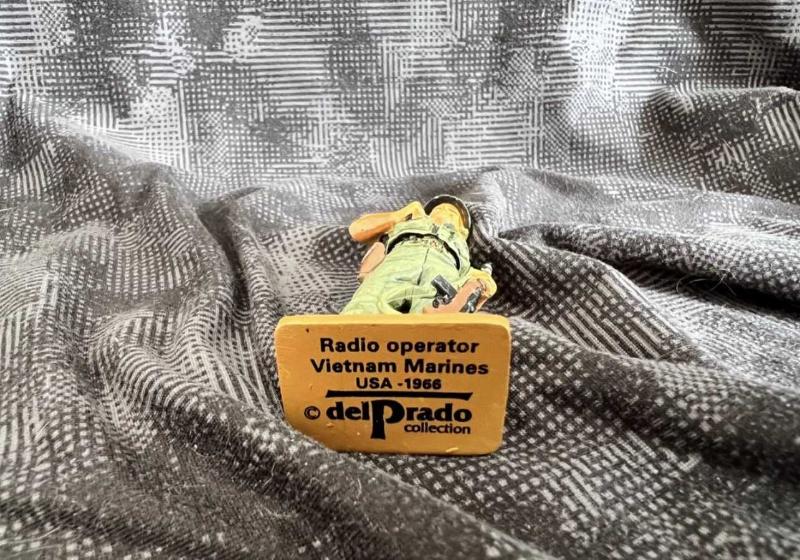 Radio operator
Vietnam Marines
USA -1966
© delPrado
collection